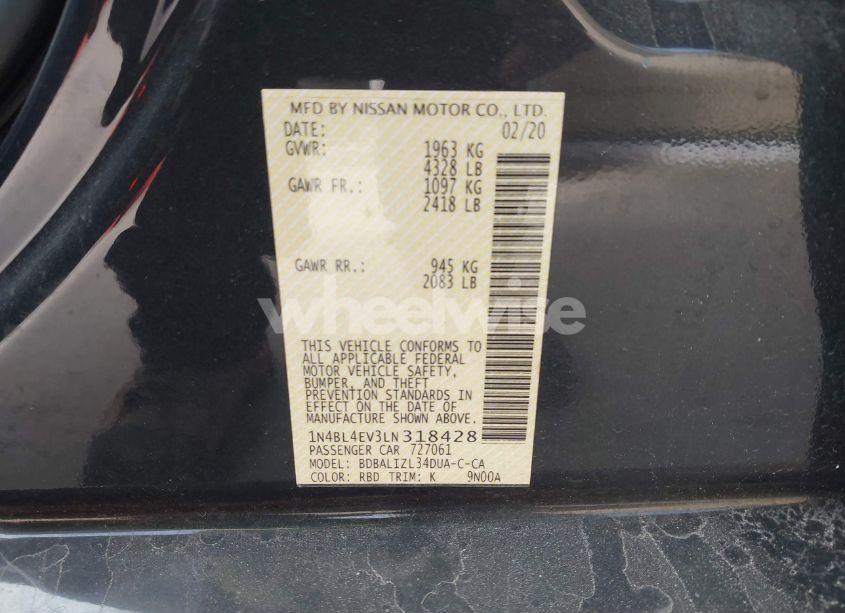 MFD BY NISSAN MOTOR CO., LTD.
DATE: 02/20
GVWR: 1963 KG
4328 LB
GAWR FR.: 1097 KG
2418 LB
GAWR RR.: 945 KG
2083 LB
wheelwise
THIS VEHICLE CONFORMS TO
ALL APPLICABLE FEDERAL
MOTOR VEHICLE SAFETY,
BUMPER, AND THEFT
PREVENTION STANDARDS IN
EFFECT ON THE DATE OF
MANUFACTURE SHOWN ABOVE.
1N4BL4EV3LN318428
PASSENGER CAR 727061
MODEL: BDBALIZL34DUA-C-CA
COLOR: RBD TRIM: K 9N00A